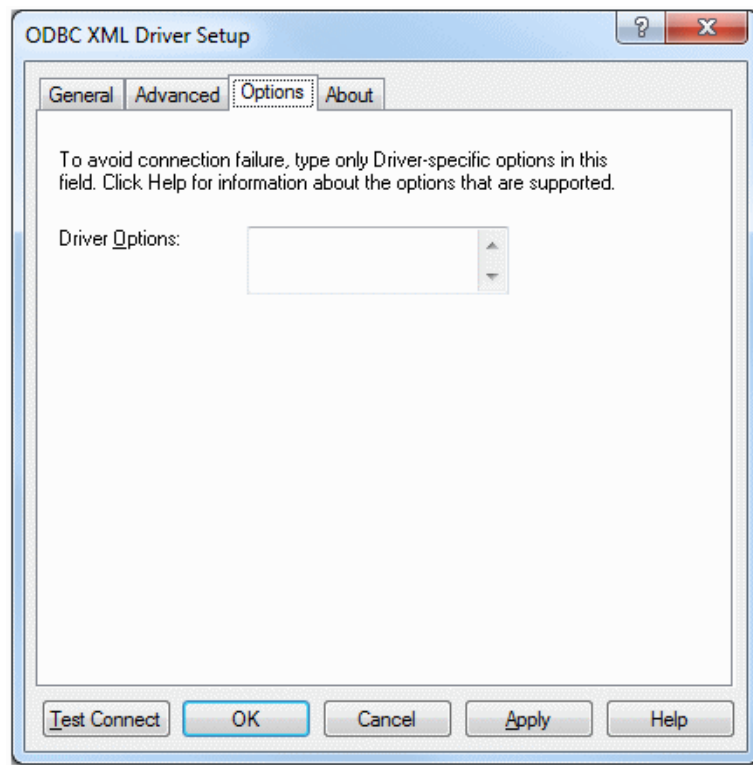 ODBC XML Driver Setup
General Advanced Options About
To avoid connection failure, type only Driver-specific options in this
field. Click Help for information about the options that are supported.
Driver Options:
Test Connect OK Cancel Apply Help